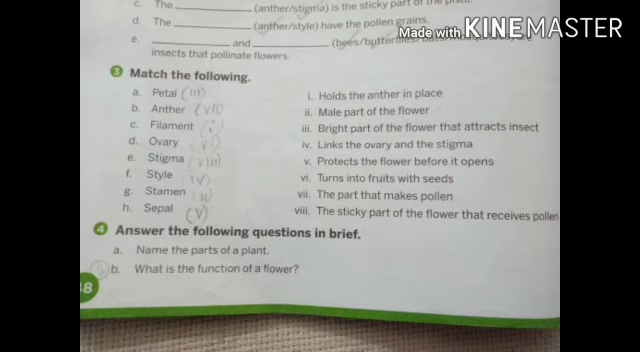 c. The ____________ (anther/stigma) is the sticky part of the
d. The ____________ (anther/style) have the pollen grains.
Made with KINEMASTER
e. ____________ and ____________ (bees/butterflies/
insects that pollinate flowers.
3 Match the following.
a. Petal (iii) i. Holds the anther in place
b. Anther (vii) ii. Male part of the flower
c. Filament (i) iii. Bright part of the flower that attracts insect
d. Ovary (vi) iv. Links the ovary and the stigma
e. Stigma (viii) v. Protects the flower before it opens
f. Style iv) vi. Turns into fruits with seeds
g. Stamen ii) vii. The part that makes pollen
h. Sepal (v) viii. The sticky part of the flower that receives pollen
4 Answer the following questions in brief.
a. Name the parts of a plant.
b. What is the function of a flower?
8